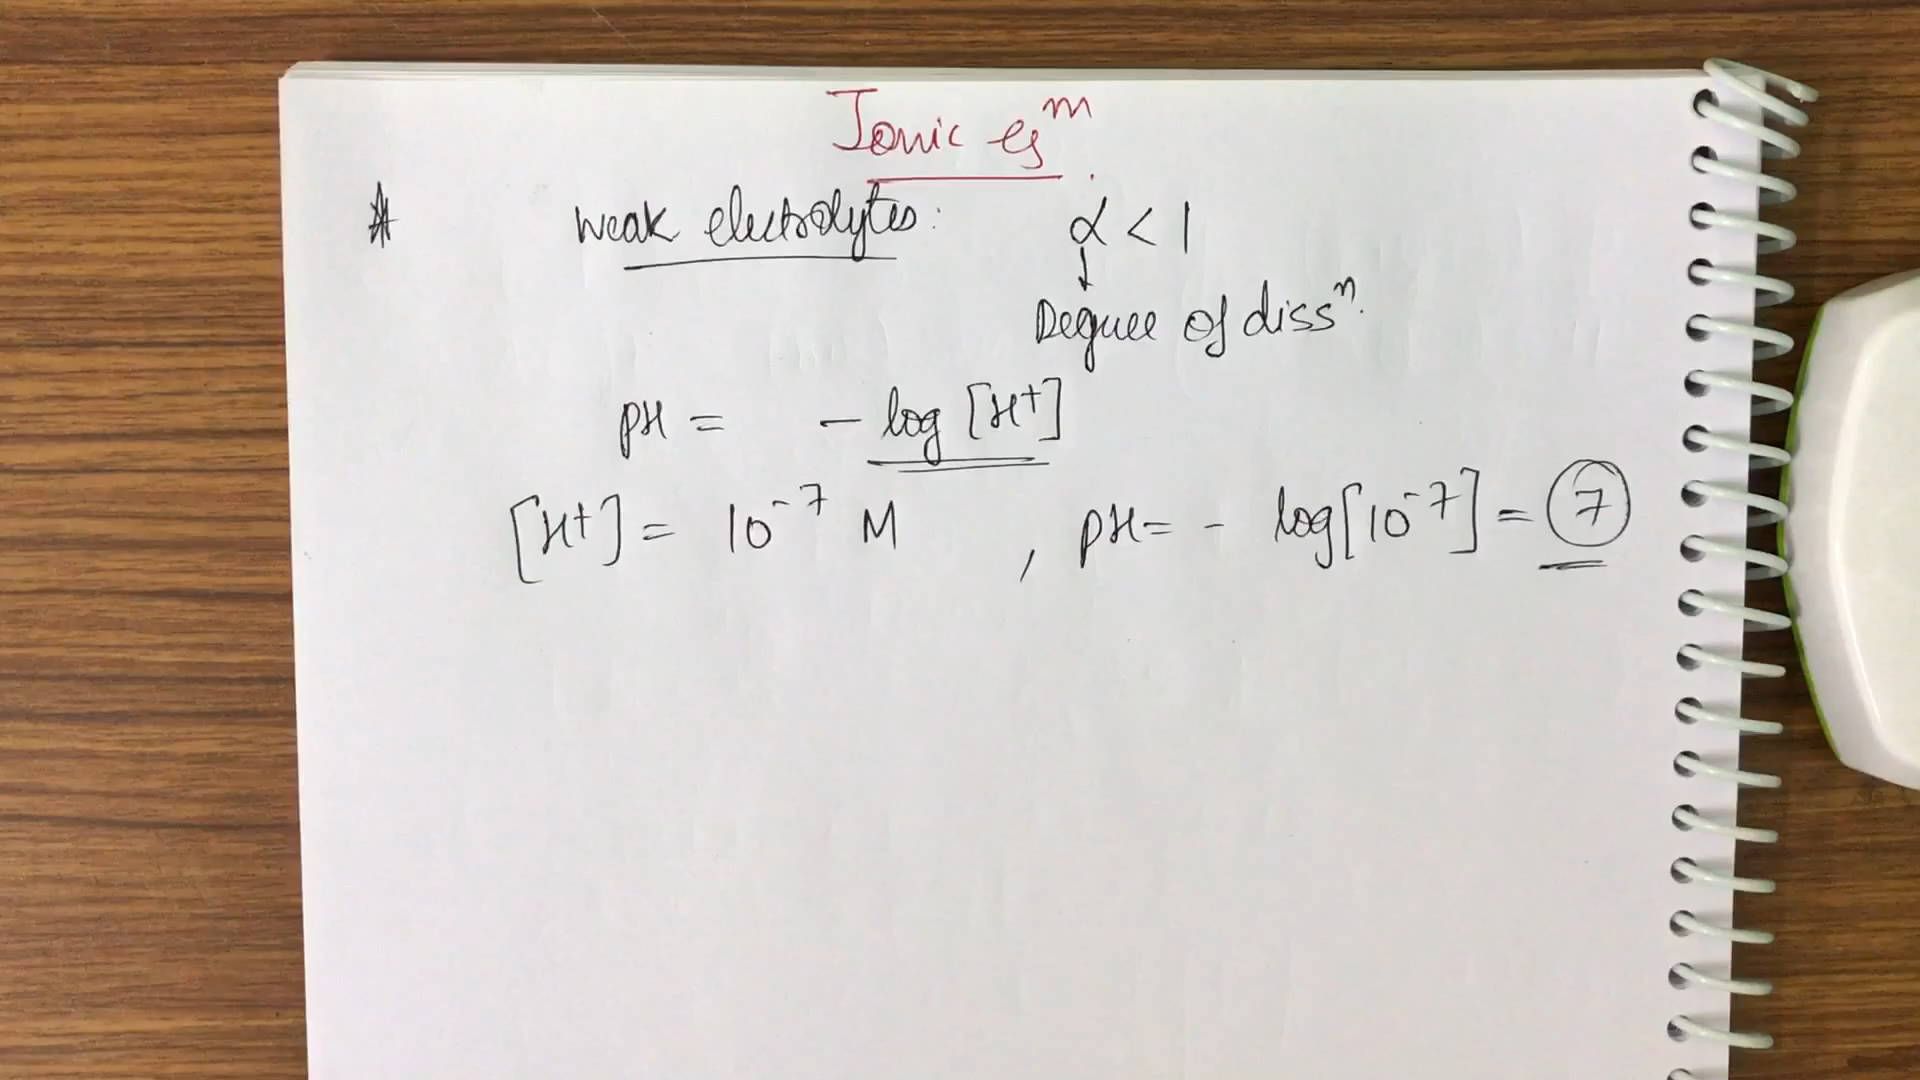 Ionic eqᵐ
weak electrolytes: α < 1
↓
Degree of dissⁿ.
pH = - log [H⁺]
[H⁺] = 10⁻⁷ M , pH = - log[10⁻⁷] = 7